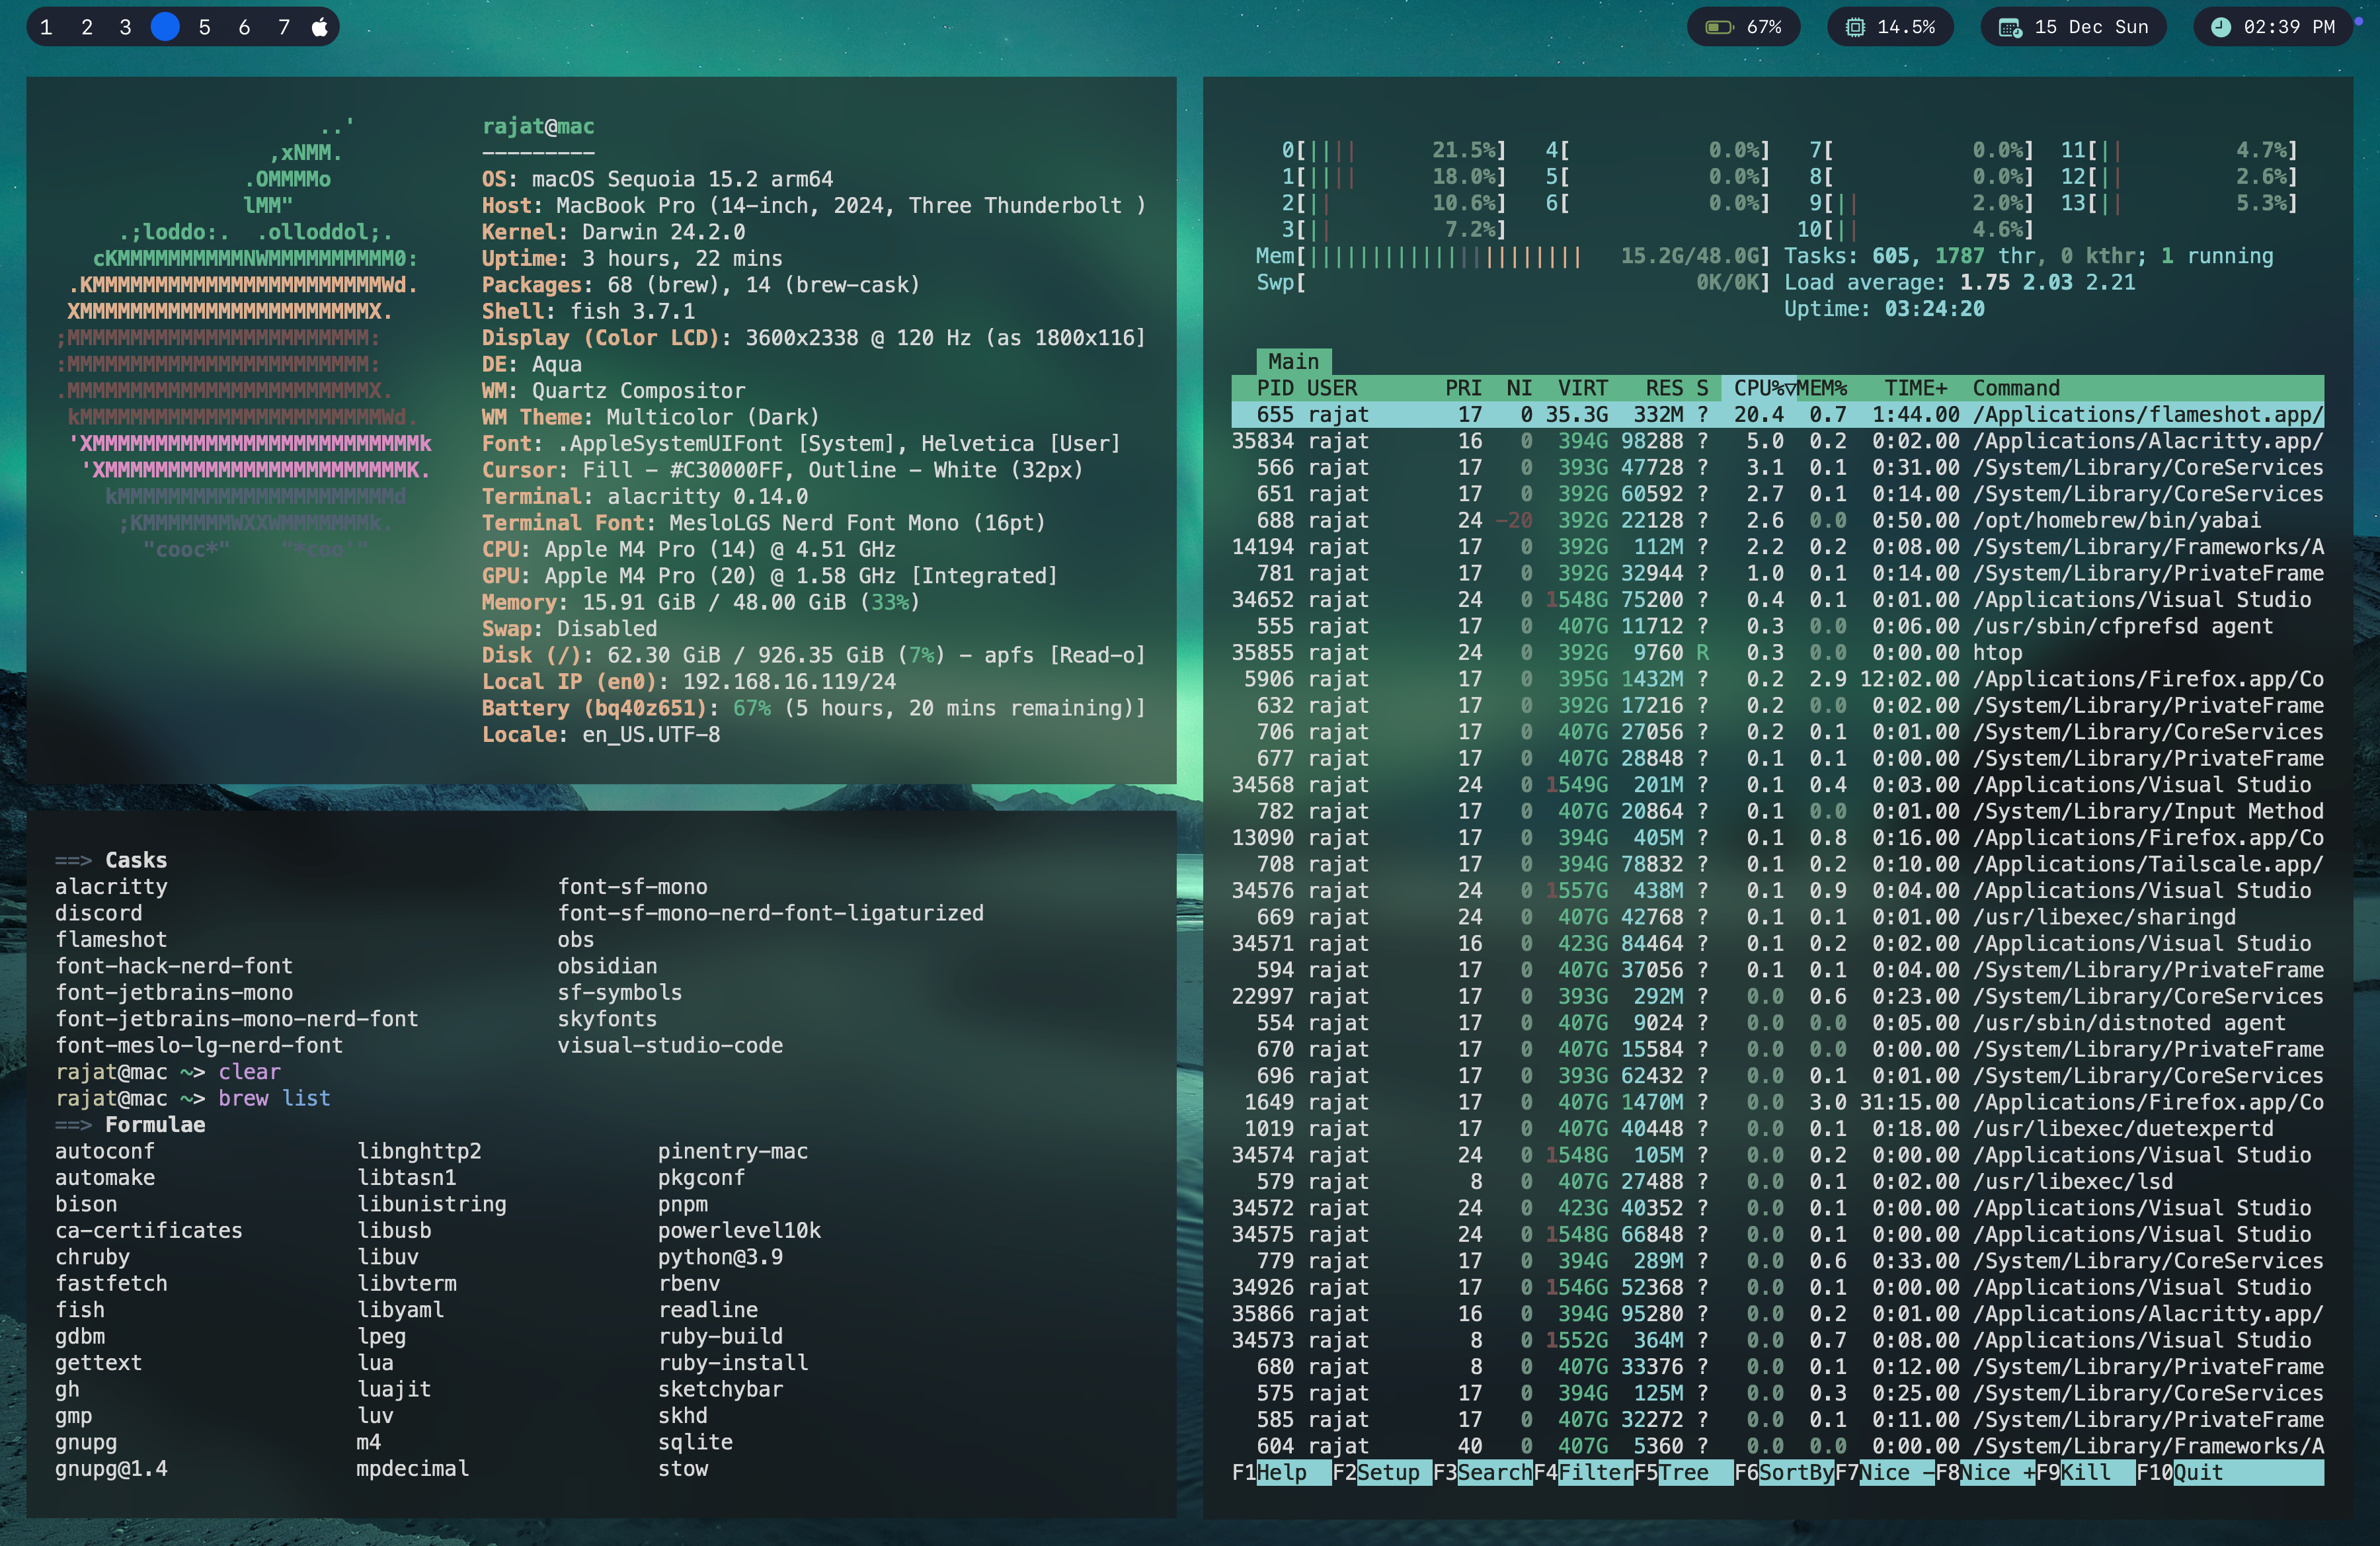 1 2 3 5 6 7
67% 14.5% 15 Dec Sun 02:39 PM
..'
,xNMM.
.OMMMMo
lMM"
.;loddo:. .olloddol;.
cKMMMMMMMMMMNWMMMMMMMMMM0:
.KMMMMMMMMMMMMMMMMMMMMMMMWd.
XMMMMMMMMMMMMMMMMMMMMMMMX.
;MMMMMMMMMMMMMMMMMMMMMMMM:
:MMMMMMMMMMMMMMMMMMMMMMMM:
.MMMMMMMMMMMMMMMMMMMMMMMMX.
kMMMMMMMMMMMMMMMMMMMMMMMMWd.
'XMMMMMMMMMMMMMMMMMMMMMMMMMMk
'XMMMMMMMMMMMMMMMMMMMMMMMMK.
kMMMMMMMMMMMMMMMMMMMMMMd
;KMMMMMMMWXXWMMMMMMMk.
"cooc*" "*coo'"
rajat@mac
---------
OS: macOS Sequoia 15.2 arm64
Host: MacBook Pro (14-inch, 2024, Three Thunderbolt )
Kernel: Darwin 24.2.0
Uptime: 3 hours, 22 mins
Packages: 68 (brew), 14 (brew-cask)
Shell: fish 3.7.1
Display (Color LCD): 3600x2338 @ 120 Hz (as 1800x116]
DE: Aqua
WM: Quartz Compositor
WM Theme: Multicolor (Dark)
Font: .AppleSystemUIFont [System], Helvetica [User]
Cursor: Fill - #C30000FF, Outline - White (32px)
Terminal: alacritty 0.14.0
Terminal Font: MesloLGS Nerd Font Mono (16pt)
CPU: Apple M4 Pro (14) @ 4.51 GHz
GPU: Apple M4 Pro (20) @ 1.58 GHz [Integrated]
Memory: 15.91 GiB / 48.00 GiB (33%)
Swap: Disabled
Disk (/): 62.30 GiB / 926.35 GiB (7%) - apfs [Read-o]
Local IP (en0): 192.168.16.119/24
Battery (bq40z651): 67% (5 hours, 20 mins remaining)]
Locale: en_US.UTF-8
==> Casks
alacritty font-sf-mono
discord font-sf-mono-nerd-font-ligaturized
flameshot obs
font-hack-nerd-font obsidian
font-jetbrains-mono sf-symbols
font-jetbrains-mono-nerd-font skyfonts
font-meslo-lg-nerd-font visual-studio-code
rajat@mac ~> clear
rajat@mac ~> brew list
==> Formulae
autoconf libnghttp2 pinentry-mac
automake libtasn1 pkgconf
bison libunistring pnpm
ca-certificates libusb powerlevel10k
chruby libuv python@3.9
fastfetch libvterm rbenv
fish libyaml readline
gdbm lpeg ruby-build
gettext lua ruby-install
gh luajit sketchybar
gmp luv skhd
gnupg m4 sqlite
gnupg@1.4 mpdecimal stow
0[|||| 21.5%] 4[ 0.0%] 7[ 0.0%] 11[|| 4.7%]
1[|||| 18.0%] 5[ 0.0%] 8[ 0.0%] 12[|| 2.6%]
2[|| 10.6%] 6[ 0.0%] 9[|| 2.0%] 13[|| 5.3%]
3[|| 7.2%] 10[|| 4.6%]
Mem[|||||||||||||||||||||| 15.2G/48.0G] Tasks: 605, 1787 thr, 0 kthr; 1 running
Swp[ 0K/0K] Load average: 1.75 2.03 2.21
Uptime: 03:24:20
Main
PID USER PRI NI VIRT RES S CPU%▽MEM% TIME+ Command
655 rajat 17 0 35.3G 332M ? 20.4 0.7 1:44.00 /Applications/flameshot.app/
35834 rajat 16 0 394G 98288 ? 5.0 0.2 0:02.00 /Applications/Alacritty.app/
566 rajat 17 0 393G 47728 ? 3.1 0.1 0:31.00 /System/Library/CoreServices
651 rajat 17 0 392G 60592 ? 2.7 0.1 0:14.00 /System/Library/CoreServices
688 rajat 24 -20 392G 22128 ? 2.6 0.0 0:50.00 /opt/homebrew/bin/yabai
14194 rajat 17 0 392G 112M ? 2.2 0.2 0:08.00 /System/Library/Frameworks/A
781 rajat 17 0 392G 32944 ? 1.0 0.1 0:14.00 /System/Library/PrivateFrame
34652 rajat 24 0 1548G 75200 ? 0.4 0.1 0:01.00 /Applications/Visual Studio
555 rajat 17 0 407G 11712 ? 0.3 0.0 0:06.00 /usr/sbin/cfprefsd agent
35855 rajat 24 0 392G 9760 R 0.3 0.0 0:00.00 htop
5906 rajat 17 0 395G 1432M ? 0.2 2.9 12:02.00 /Applications/Firefox.app/Co
632 rajat 17 0 392G 17216 ? 0.2 0.0 0:02.00 /System/Library/PrivateFrame
706 rajat 17 0 407G 27056 ? 0.2 0.1 0:01.00 /System/Library/CoreServices
677 rajat 17 0 407G 28848 ? 0.1 0.1 0:00.00 /System/Library/PrivateFrame
34568 rajat 24 0 1549G 201M ? 0.1 0.4 0:03.00 /Applications/Visual Studio
782 rajat 17 0 407G 20864 ? 0.1 0.0 0:01.00 /System/Library/Input Method
13090 rajat 17 0 394G 405M ? 0.1 0.8 0:16.00 /Applications/Firefox.app/Co
708 rajat 17 0 394G 78832 ? 0.1 0.2 0:10.00 /Applications/Tailscale.app/
34576 rajat 24 0 1557G 438M ? 0.1 0.9 0:04.00 /Applications/Visual Studio
669 rajat 24 0 407G 42768 ? 0.1 0.1 0:01.00 /usr/libexec/sharingd
34571 rajat 16 0 423G 84464 ? 0.1 0.2 0:02.00 /Applications/Visual Studio
594 rajat 17 0 407G 37056 ? 0.1 0.1 0:04.00 /System/Library/PrivateFrame
22997 rajat 17 0 393G 292M ? 0.0 0.6 0:23.00 /System/Library/CoreServices
554 rajat 17 0 407G 9024 ? 0.0 0.0 0:05.00 /usr/sbin/distnoted agent
670 rajat 17 0 407G 15584 ? 0.0 0.0 0:00.00 /System/Library/PrivateFrame
696 rajat 17 0 393G 62432 ? 0.0 0.1 0:01.00 /System/Library/CoreServices
1649 rajat 17 0 407G 1470M ? 0.0 3.0 31:15.00 /Applications/Firefox.app/Co
1019 rajat 17 0 407G 40448 ? 0.0 0.1 0:18.00 /usr/libexec/duetexpertd
34574 rajat 24 0 1548G 105M ? 0.0 0.2 0:00.00 /Applications/Visual Studio
579 rajat 8 0 407G 27488 ? 0.0 0.1 0:02.00 /usr/libexec/lsd
34572 rajat 24 0 423G 40352 ? 0.0 0.1 0:00.00 /Applications/Visual Studio
34575 rajat 24 0 1548G 66848 ? 0.0 0.1 0:00.00 /Applications/Visual Studio
779 rajat 17 0 394G 289M ? 0.0 0.6 0:33.00 /System/Library/CoreServices
34926 rajat 17 0 1546G 52368 ? 0.0 0.1 0:00.00 /Applications/Visual Studio
35866 rajat 16 0 394G 95280 ? 0.0 0.2 0:01.00 /Applications/Alacritty.app/
34573 rajat 8 0 1552G 364M ? 0.0 0.7 0:08.00 /Applications/Visual Studio
680 rajat 8 0 407G 33376 ? 0.0 0.1 0:12.00 /System/Library/PrivateFrame
575 rajat 17 0 394G 125M ? 0.0 0.3 0:25.00 /System/Library/CoreServices
585 rajat 17 0 407G 32272 ? 0.0 0.1 0:11.00 /System/Library/PrivateFrame
604 rajat 40 0 407G 5360 ? 0.0 0.0 0:00.00 /System/Library/Frameworks/A
F1Help F2Setup F3SearchF4FilterF5Tree F6SortByF7Nice -F8Nice +F9Kill F10Quit